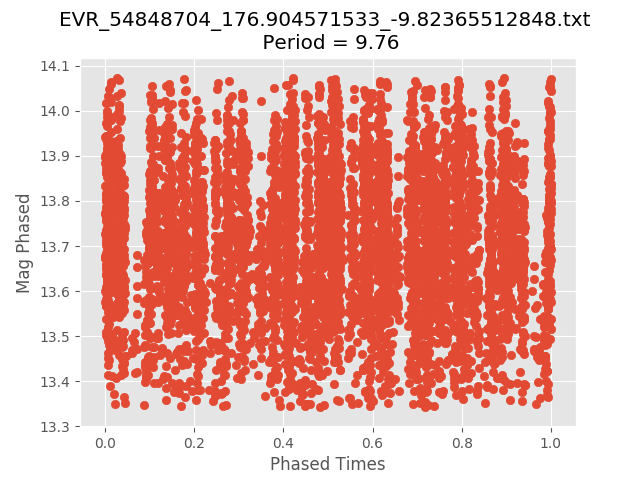 EVR_54848704_176.904571533_-9.82365512848.txt
Period = 9.76
14.1
14.0
13.9
13.8
13.7
13.6
13.5
13.4
13.3
Mag Phased
0.0 0.2 0.4 0.6 0.8 1.0
Phased Times